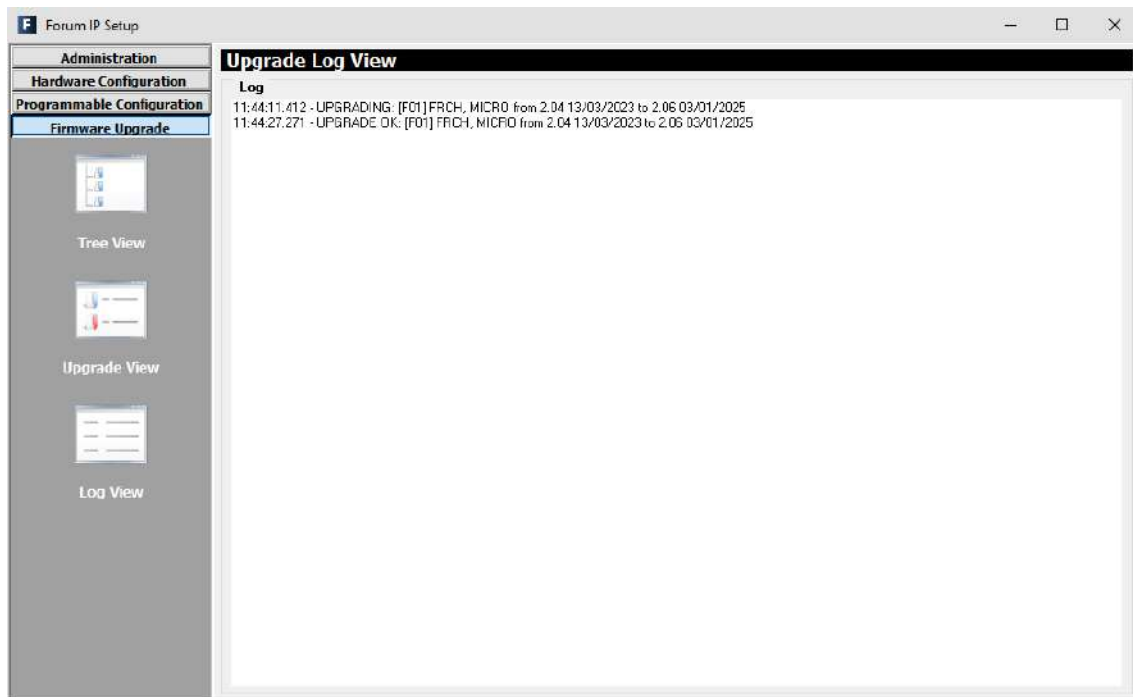 Forum IP Setup
Administration
Hardware Configuration
Programmable Configuration
Firmware Upgrade
Tree View
Upgrade View
Log View
Upgrade Log View
Log
11:44:11.412 - UPGRADING: [F01] FRCH, MICRO from 2.04 13/03/2023 to 2.06 03/01/2025
11:44:27.271 - UPGRADE OK: [F01] FRCH, MICRO from 2.04 13/03/2023 to 2.06 03/01/2025